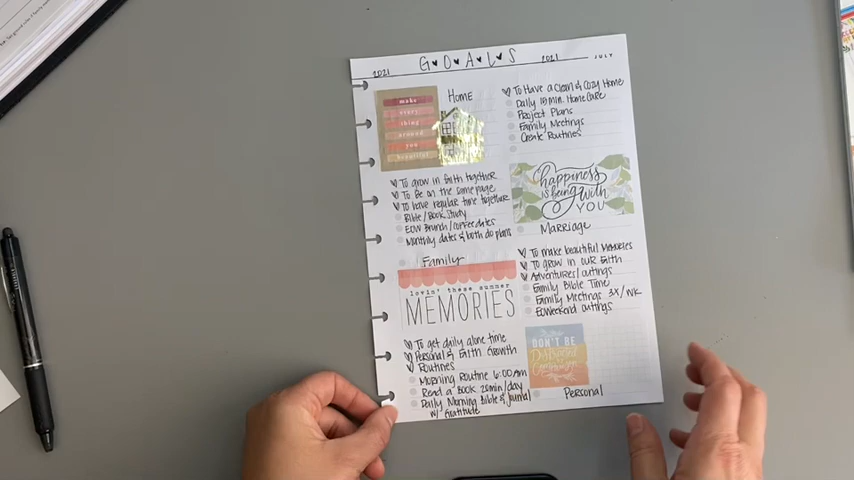 2021 G♥O♥A♥L♥S 2021 JULY
make
every
thing
around
you
beautiful
HOME
To Have a Clean & Cozy Home
Daily 18 min. Home Care
Project Plans
Family Meetings
Create Routines
To grow in faith together
To be on the same page
To have regular time together
Bible/Book Study
EOW Brunch/coffee dates
Monthly dates & both do plans
happiness
is being
with
YOU
Marriage
Family
lovin' these summer
MEMORIES
To make beautiful Memories
To grow in our Faith
Adventures/outings
Family Bible Time
Family Meetings 3x/WK
EOWeekend outings
To get daily alone time
Personal & Faith Growth
Routines
Morning Routine 6:00AM
Read a Book 25min/day
Daily Morning Bible & Journal
w/ Gratitude
DON'T BE
Personal